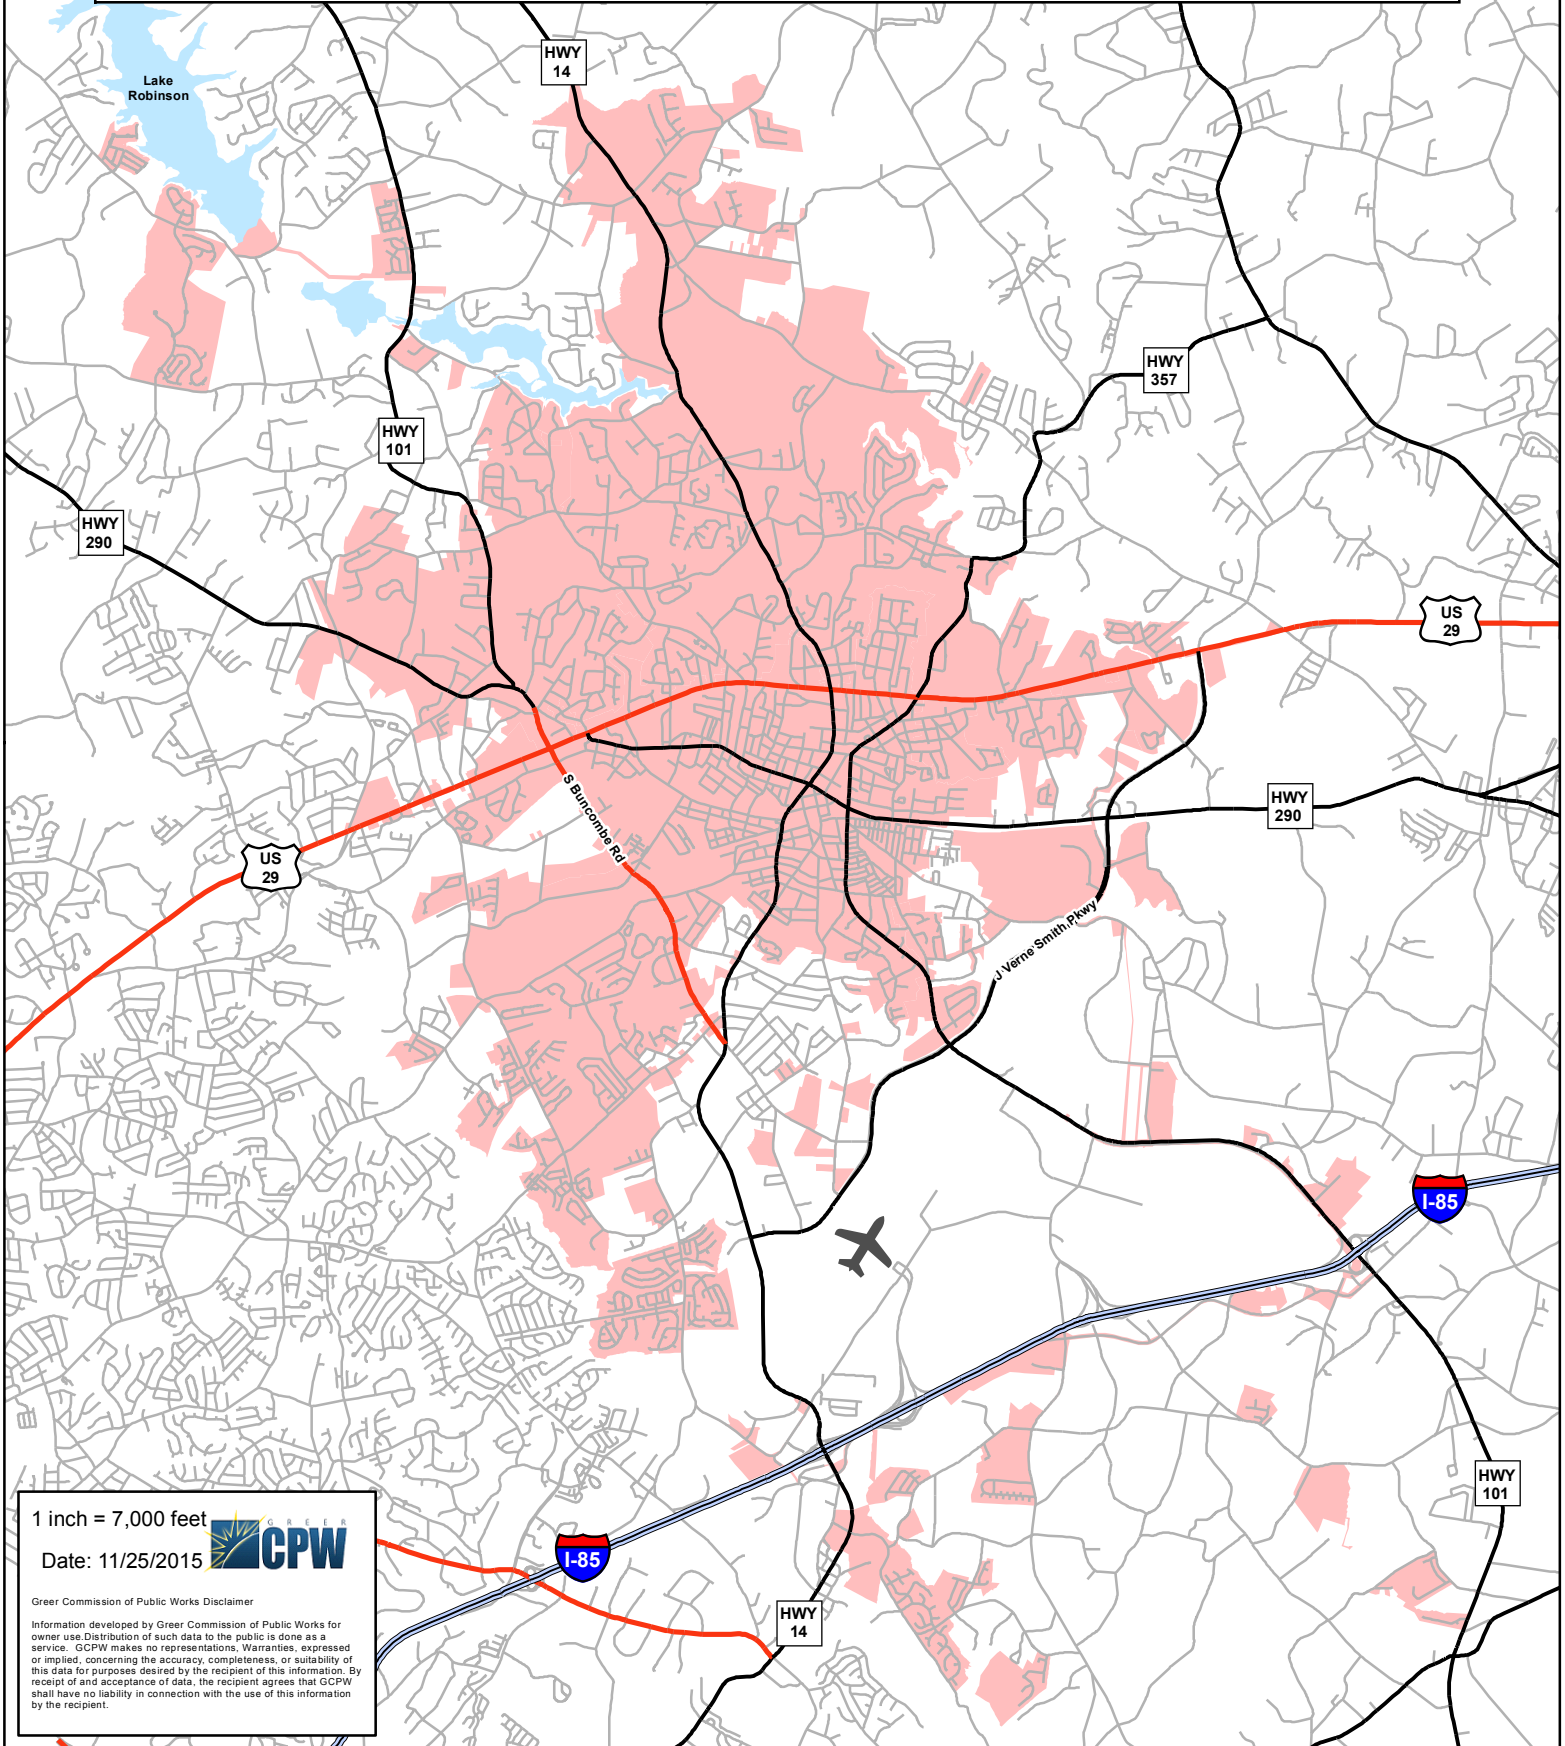 Lake
Robinson
HWY
14
HWY
357
HWY
101
HWY
290
US
29
S Buncombe Rd
HWY
290
US
29
J Verne Smith Pkwy
I-85
HWY
101
1 inch = 7,000 feet
GREER
CPW
Date: 11/25/2015
I-85
Greer Commission of Public Works Disclaimer
Information developed by Greer Commission of Public Works for
owner use.Distribution of such data to the public is done as a
service. GCPW makes no representations, Warranties, expressed
or implied, concerning the accuracy, completeness, or suitability of
this data for purposes desired by the recipient of this information. By
receipt of and acceptance of data, the recipient agrees that GCPW
shall have no liability in connection with the use of this information
by the recipient.
HWY
14